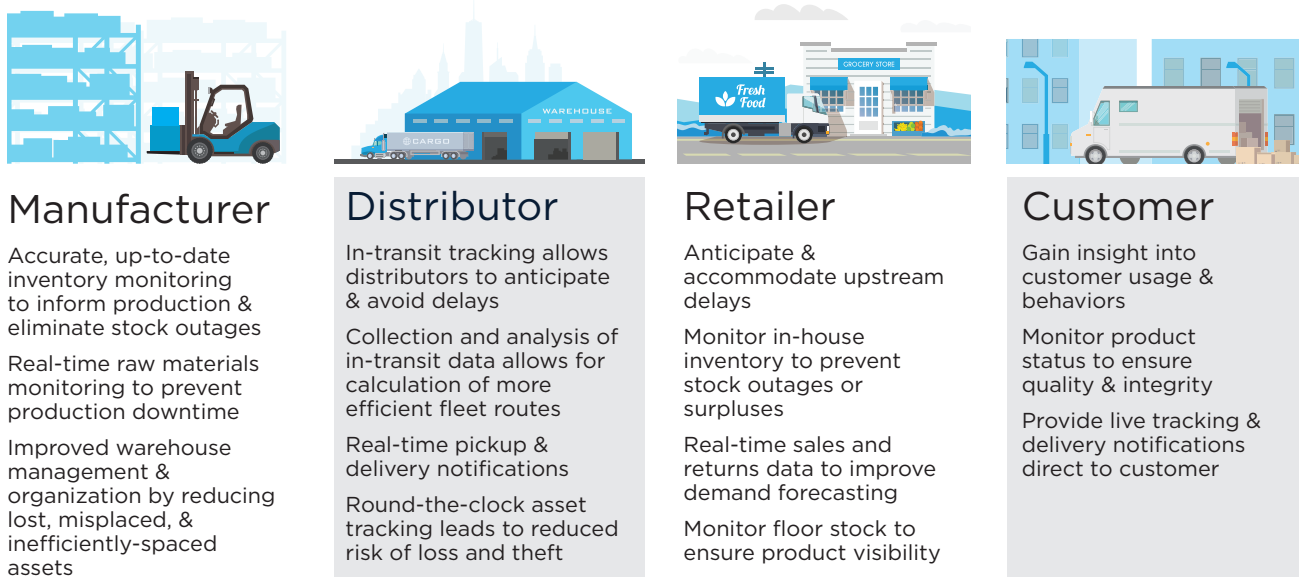 WAREHOUSE
CARGO
GROCERY STORE
Fresh
Food
Manufacturer
Accurate, up-to-date
inventory monitoring
to inform production &
eliminate stock outages
Real-time raw materials
monitoring to prevent
production downtime
Improved warehouse
management &
organization by reducing
lost, misplaced, &
inefficiently-spaced
assets
Distributor
In-transit tracking allows
distributors to anticipate
& avoid delays
Collection and analysis of
in-transit data allows for
calculation of more
efficient fleet routes
Real-time pickup &
delivery notifications
Round-the-clock asset
tracking leads to reduced
risk of loss and theft
Retailer
Anticipate &
accommodate upstream
delays
Monitor in-house
inventory to prevent
stock outages or
surpluses
Real-time sales and
returns data to improve
demand forecasting
Monitor floor stock to
ensure product visibility
Customer
Gain insight into
customer usage &
behaviors
Monitor product
status to ensure
quality & integrity
Provide live tracking &
delivery notifications
direct to customer